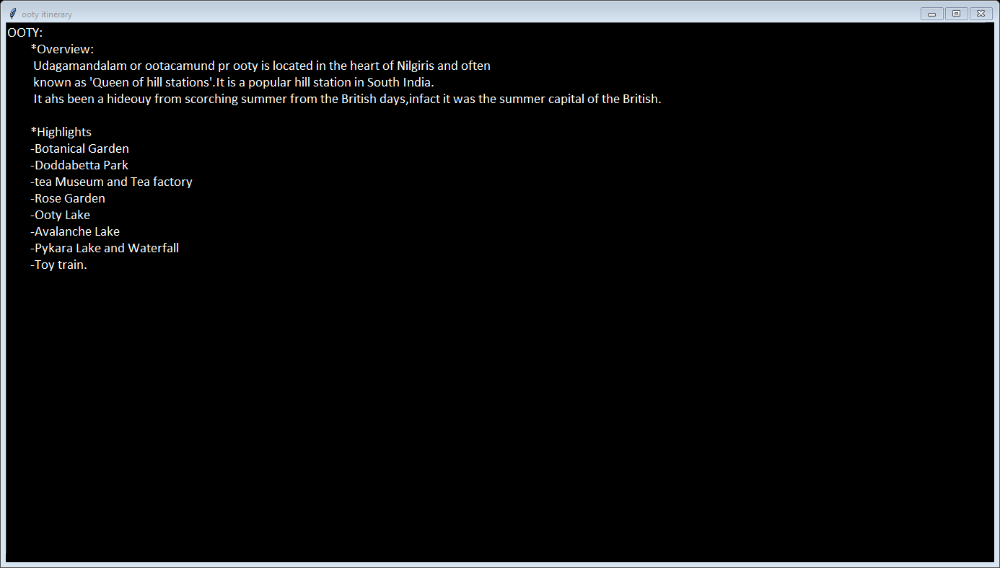 ooty itinerary
OOTY:
*Overview:
Udagamandalam or ootacamund pr ooty is located in the heart of Nilgiris and often
known as 'Queen of hill stations'.It is a popular hill station in South India.
It ahs been a hideouy from scorching summer from the British days,infact it was the summer capital of the British.
*Highlights
-Botanical Garden
-Doddabetta Park
-tea Museum and Tea factory
-Rose Garden
-Ooty Lake
-Avalanche Lake
-Pykara Lake and Waterfall
-Toy train.